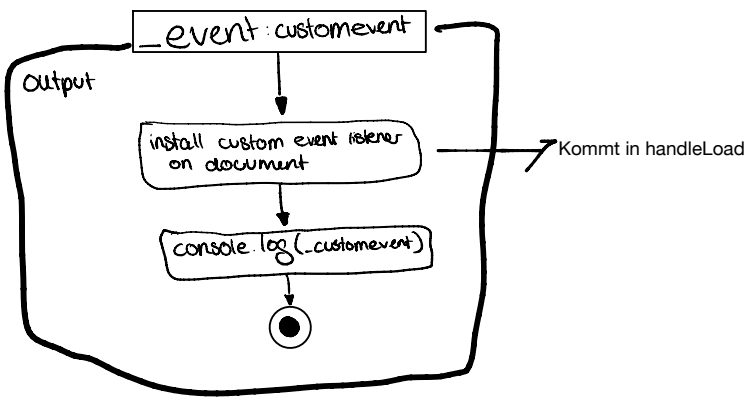 _event : customevent
output
install custom event listener
on document
Kommt in handleLoad
console.log(_customevent)